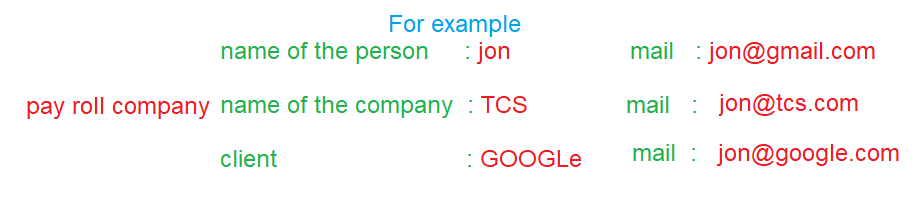 For example
name of the person : jon mail : jon@gmail.com
pay roll company name of the company : TCS mail : jon@tcs.com
client : GOOGLe mail : jon@google.com